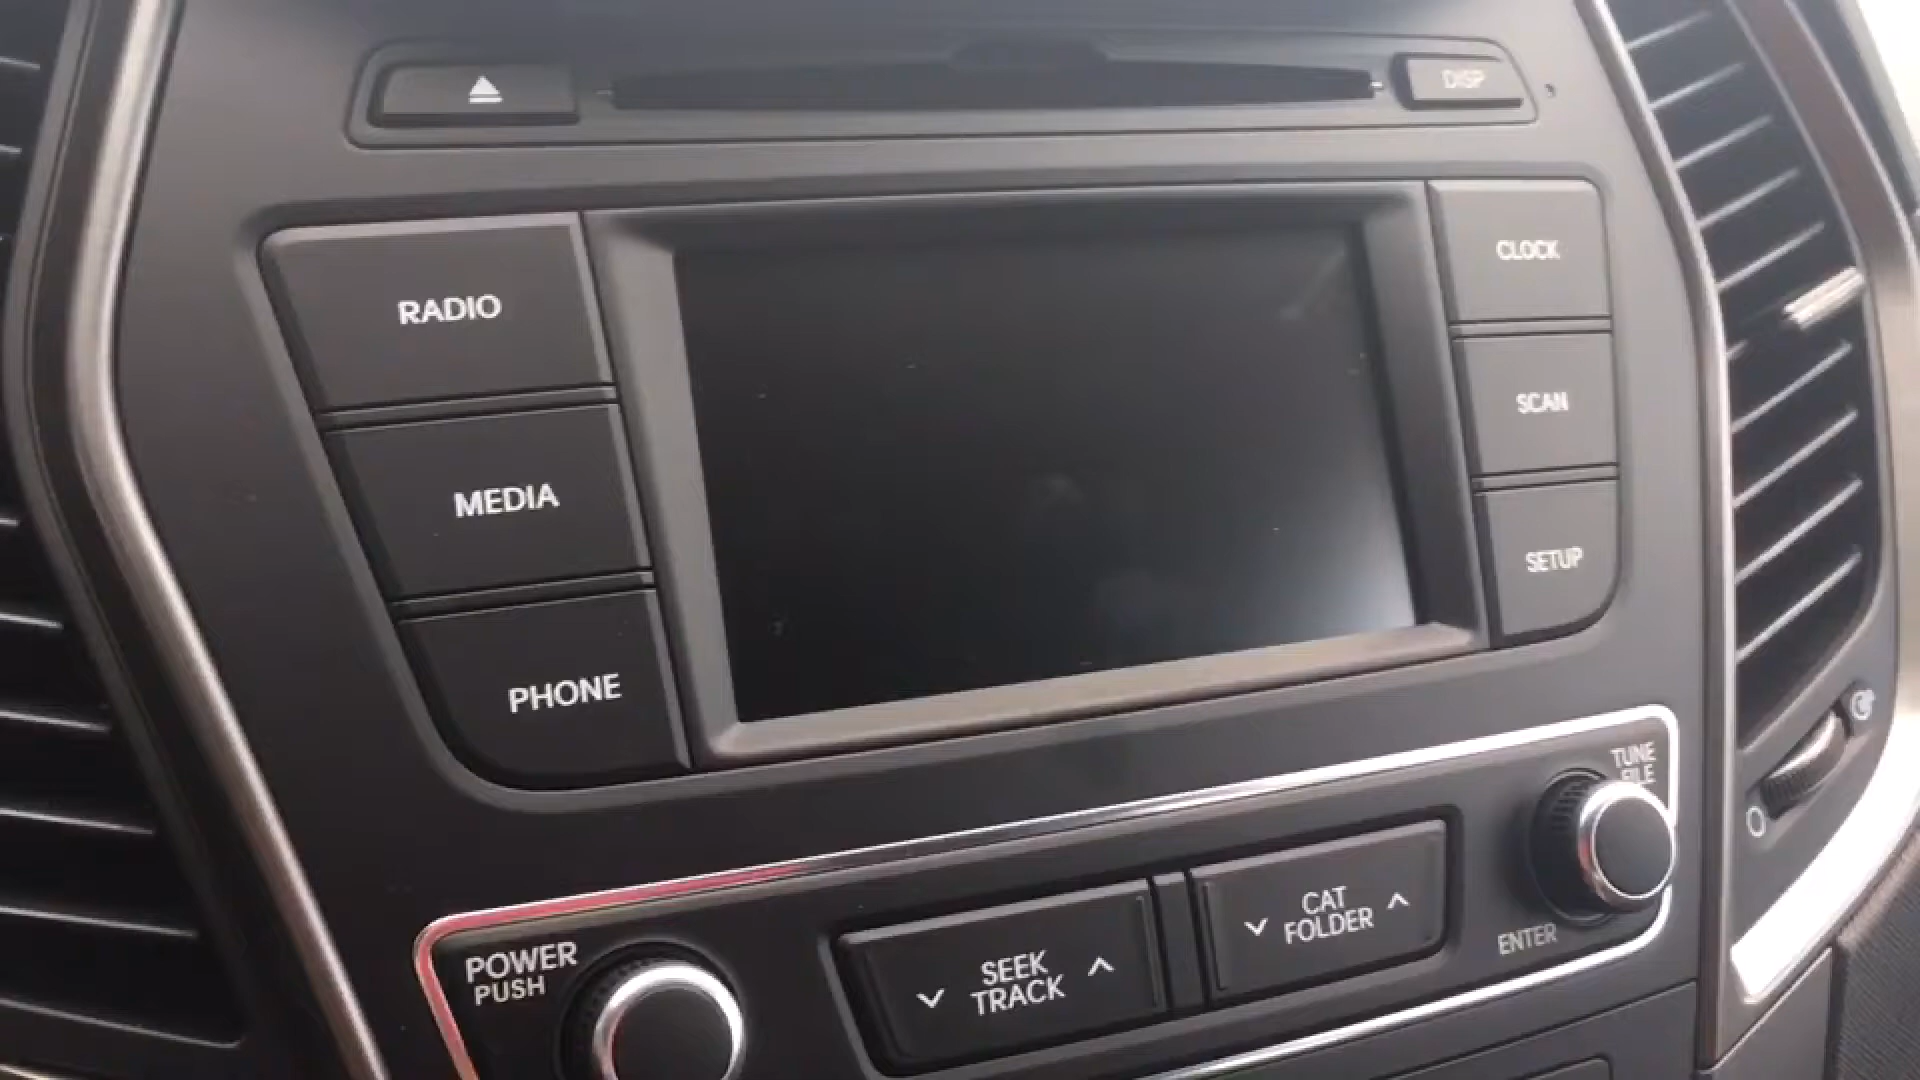 DISP
RADIO
CLOCK
MEDIA
SCAN
PHONE
SETUP
TUNE
FILE
POWER
PUSH
SEEK
TRACK
CAT
FOLDER
ENTER